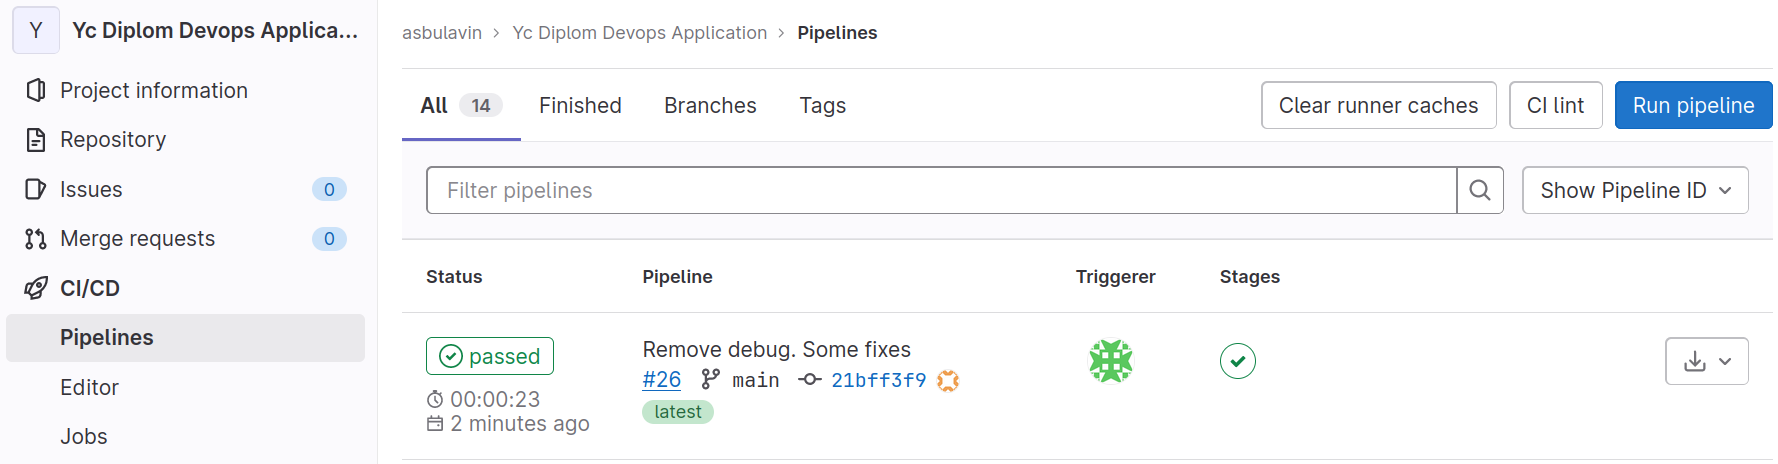 Y Yc Diplom Devops Applica...
Project information
Repository
Issues 0
Merge requests 0
CI/CD
Pipelines
Editor
Jobs
asbulavin > Yc Diplom Devops Application > Pipelines
All 14 Finished Branches Tags Clear runner caches CI lint Run pipeline
Filter pipelines Show Pipeline ID
Status Pipeline Triggerer Stages
passed
00:00:23
2 minutes ago
Remove debug. Some fixes
#26 main 21bff3f9
latest